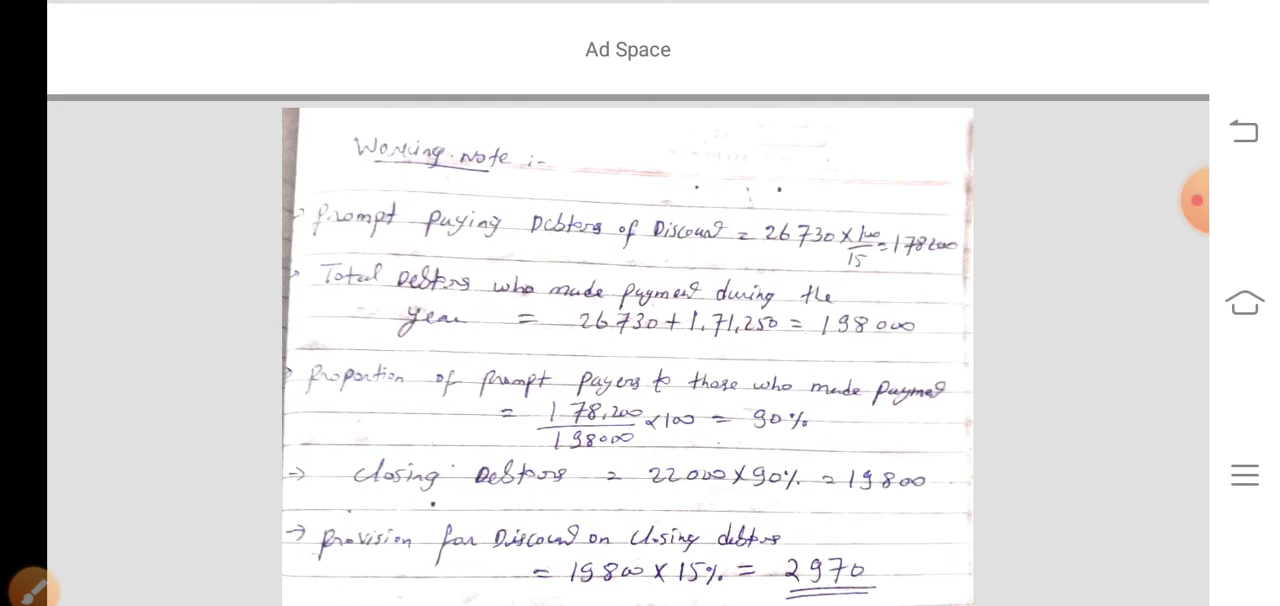 Ad Space
Working Note :-
Prompt paying Debters of Discount = 26730 × 100/15 = 178200
Total Debters who made payment during the
year = 26730 + 1,71,250 = 198000
Proportion of prompt payers to those who made payment
= 178,200/198000 × 100 = 90%
→ closing Debtors = 22000 × 90% = 19800
→ provision for Discount on closing debtors
= 19800 × 15% = 2970